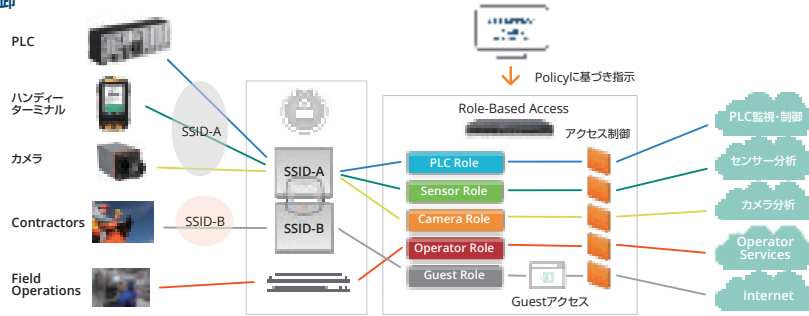 御
PLC
ハンディー
ターミナル
カメラ
Contractors
Field
Operations
SSID-A
SSID-B
SSID-A
SSID-B
Policyに基づき指示
Role-Based Access
アクセス制御
PLC Role
Sensor Role
Camera Role
Operator Role
Guest Role
Guestアクセス
PLC監視・制御
センサー分析
カメラ分析
Operator
Services
Internet